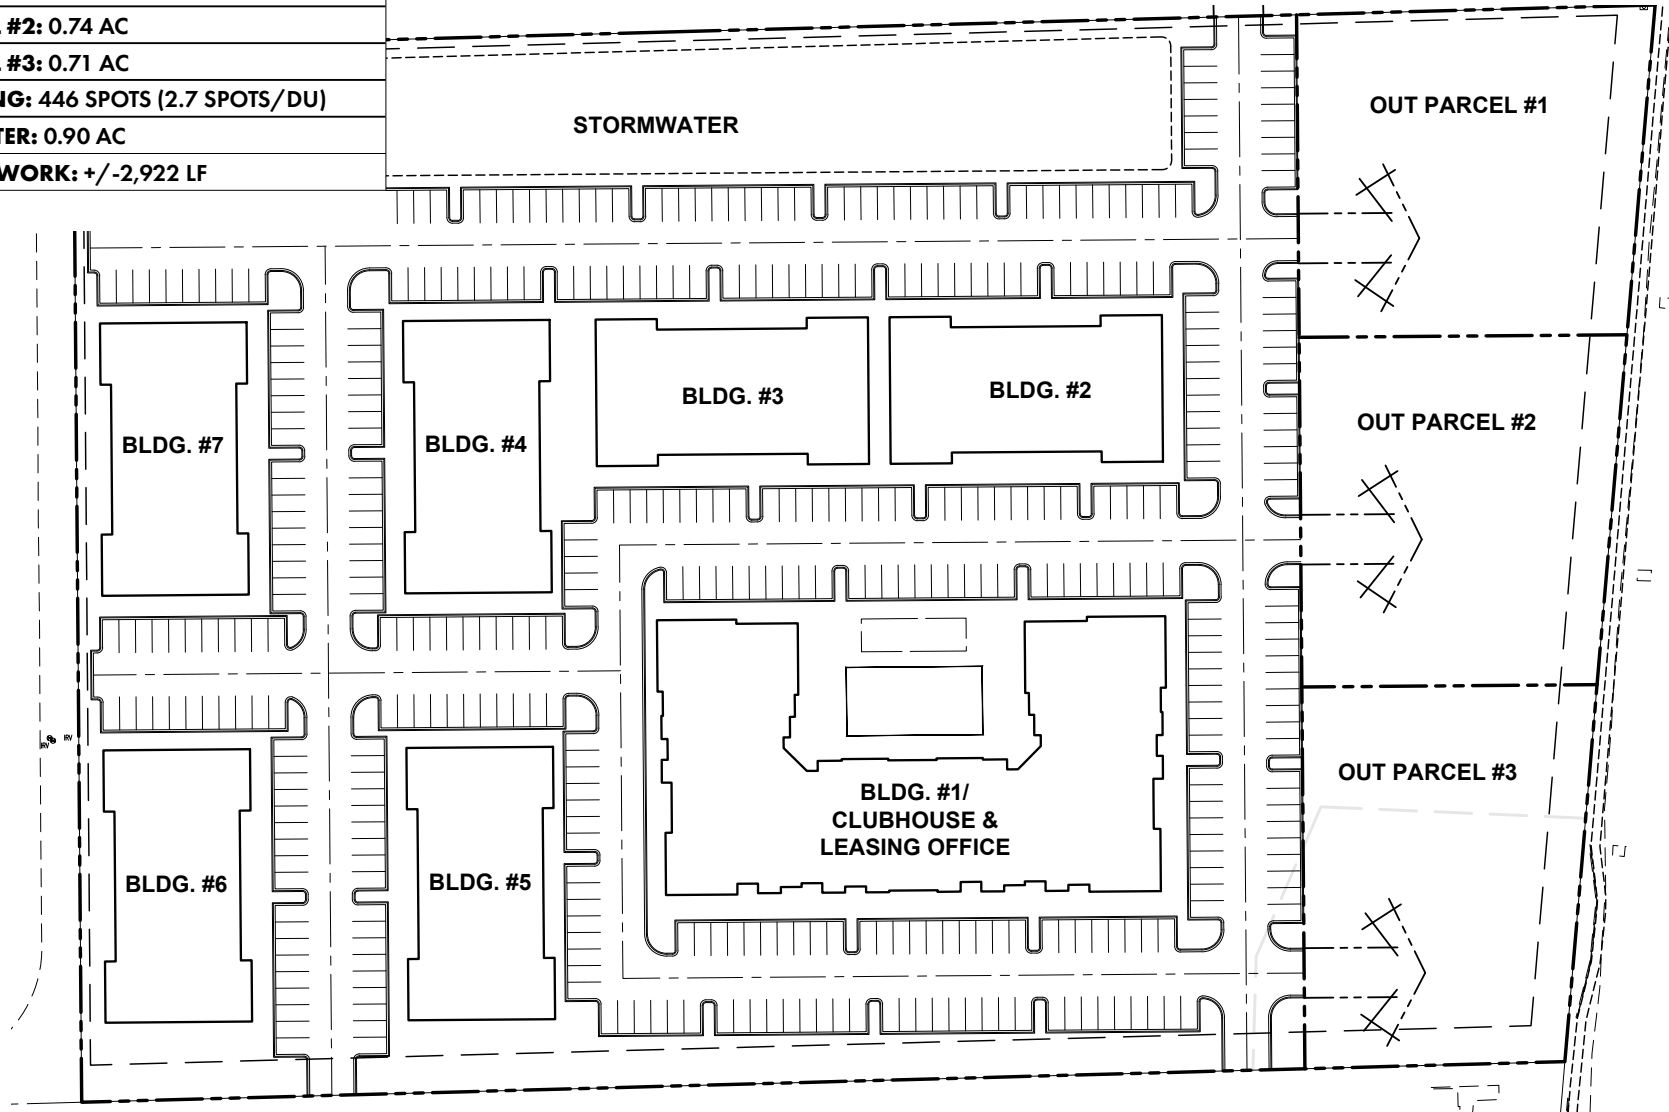 #2: 0.74 AC
#3: 0.71 AC
NG: 446 SPOTS (2.7 SPOTS/DU)
TER: 0.90 AC
WORK: +/-2,922 LF
STORMWATER
OUT PARCEL #1
BLDG. #7
BLDG. #4
BLDG. #3
BLDG. #2
OUT PARCEL #2
IRV
IRV
BLDG. #6
BLDG. #5
BLDG. #1/
CLUBHOUSE &
LEASING OFFICE
OUT PARCEL #3